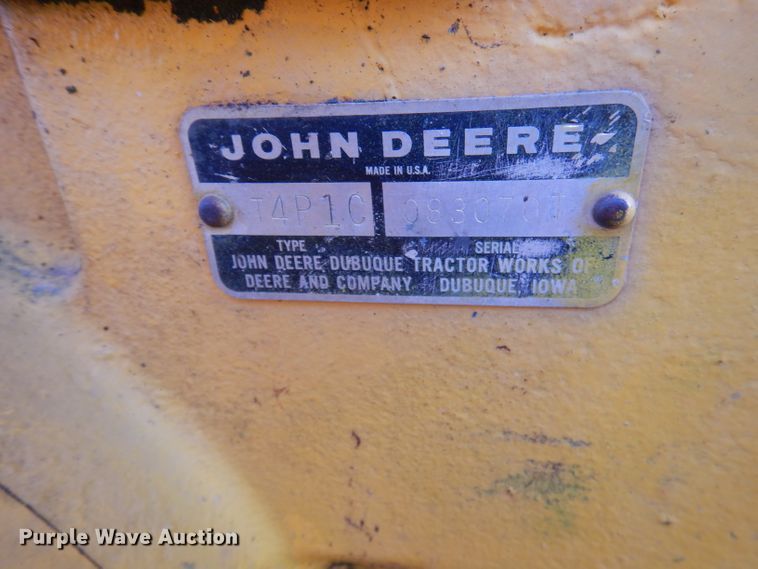 JOHN DEERE
MADE IN U.S.A.
T4P1C 083070T
TYPE SERIAL
JOHN DEERE DUBUQUE TRACTOR WORKS OF
DEERE AND COMPANY DUBUQUE IOWA
Purple Wave Auction